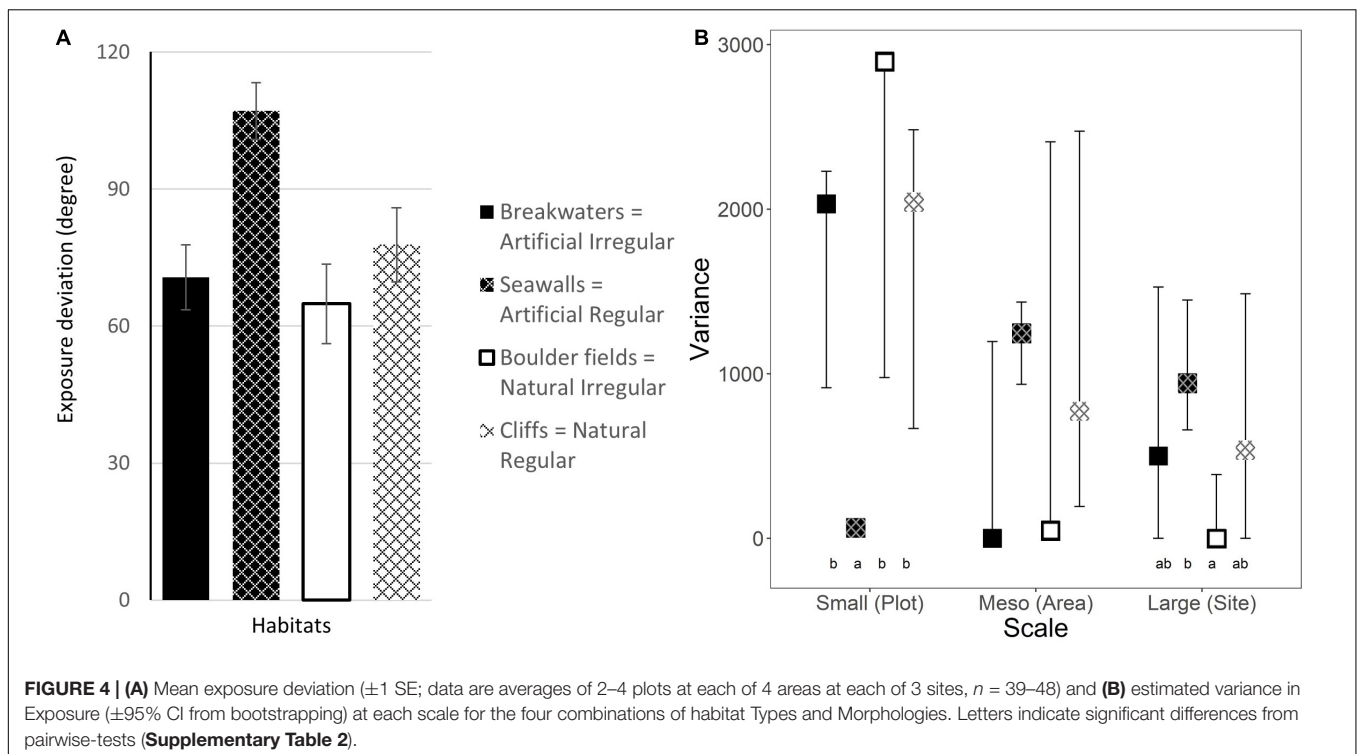 A
120
90
60
30
0
Exposure deviation (degree)
Habitats
Breakwaters =
Artificial Irregular
Seawalls =
Artificial Regular
Boulder fields =
Natural Irregular
Cliffs = Natural
Regular
B
3000
2000
1000
0
Variance
b a b b
ab b a ab
Small (Plot) Meso (Area) Large (Site)
Scale
FIGURE 4 | (A) Mean exposure deviation (±1 SE; data are averages of 2–4 plots at each of 4 areas at each of 3 sites, n = 39–48) and (B) estimated variance in
Exposure (±95% CI from bootstrapping) at each scale for the four combinations of habitat Types and Morphologies. Letters indicate significant differences from
pairwise-tests (Supplementary Table 2).